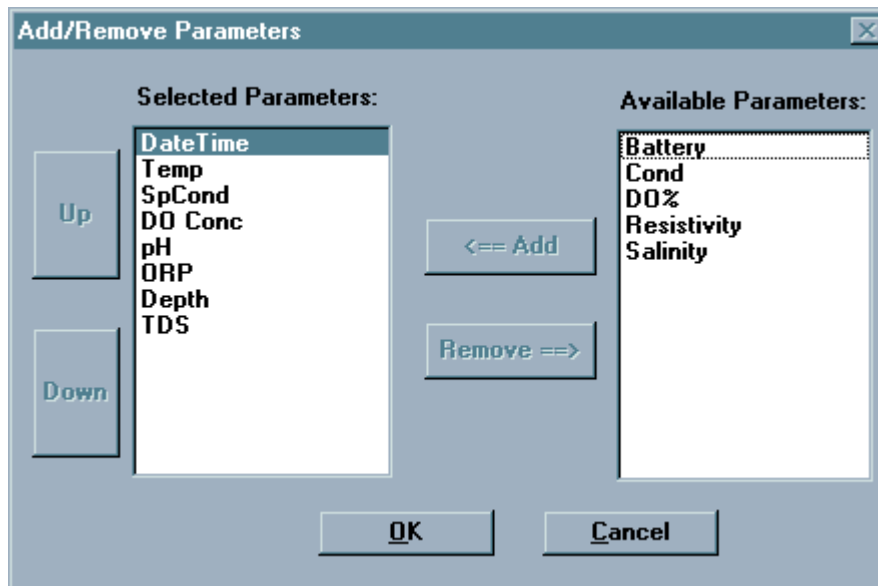 Add/Remove Parameters
Selected Parameters:
DateTime
Temp
SpCond
DO Conc
pH
ORP
Depth
TDS
Up
Down
<== Add
Remove ==>
Available Parameters:
Battery
Cond
DO%
Resistivity
Salinity
OK
Cancel